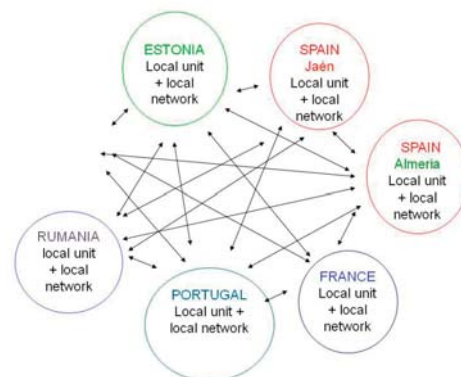 ESTONIA
Local unit
+ local
network
SPAIN
Jaén
Local unit
+ local
network
SPAIN
Almeria
Local unit
+ local
network
RUMANIA
local unit
+ local
network
PORTUGAL
Local unit +
local network
FRANCE
Local unit
+ local
network